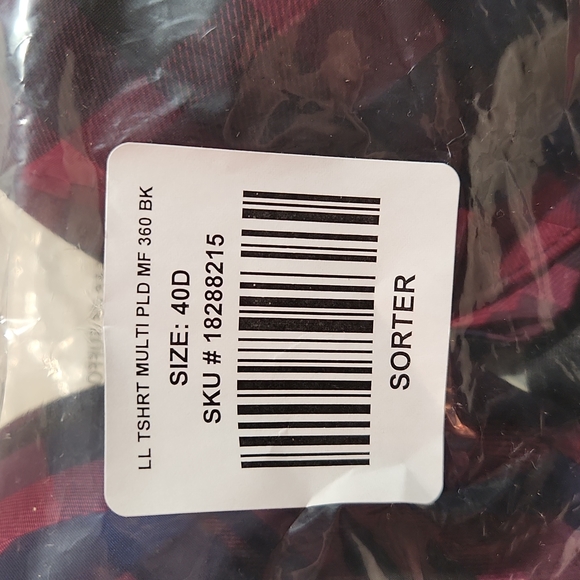 LL TSHRT MULTI PLD MF 360 BK
SIZE: 40D
SKU # 18288215
SORTER